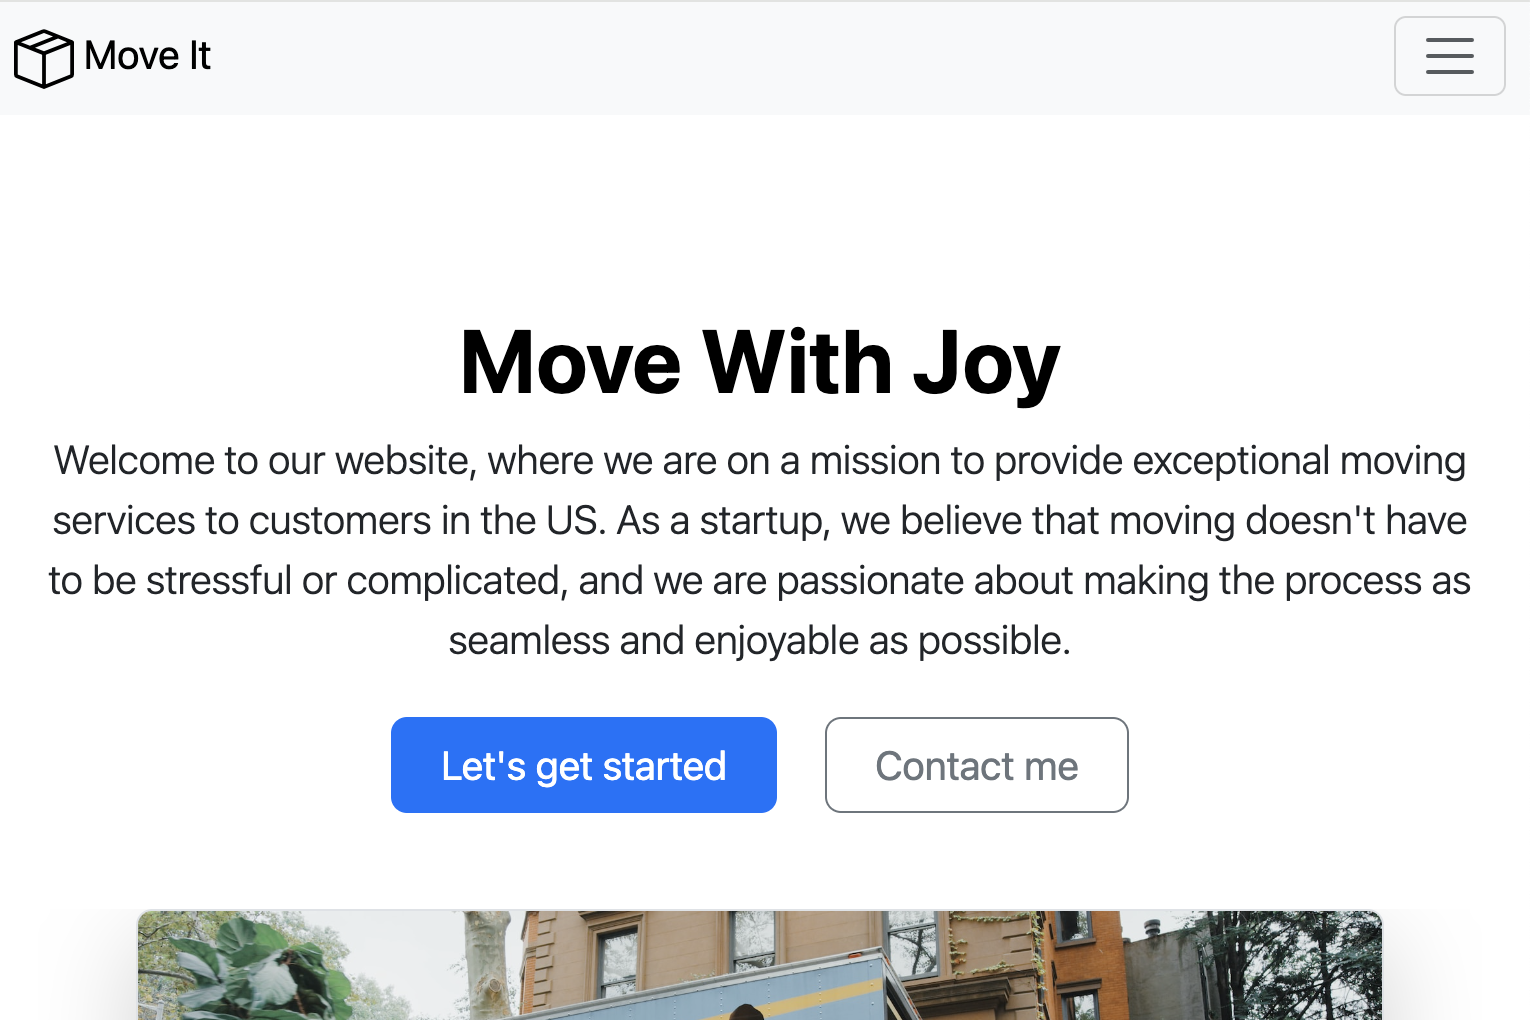 Move It
Move With Joy
Welcome to our website, where we are on a mission to provide exceptional moving
services to customers in the US. As a startup, we believe that moving doesn't have
to be stressful or complicated, and we are passionate about making the process as
seamless and enjoyable as possible.
Let's get started
Contact me